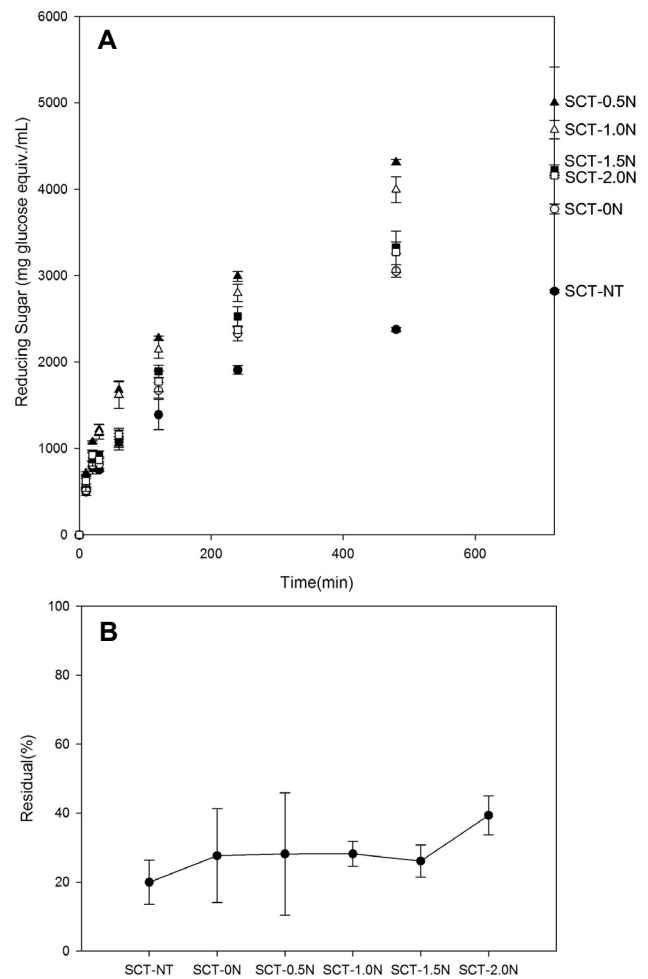 A
6000
5000
4000
3000
2000
1000
0
Reducing Sugar (mg glucose equiv./mL)
SCT-0.5N
SCT-1.0N
SCT-1.5N
SCT-2.0N
SCT-0N
SCT-NT
0 200 400 600
Time(min)
B
100
80
60
40
20
0
Residual(%)
SCT-NT SCT-0N SCT-0.5N SCT-1.0N SCT-1.5N SCT-2.0N